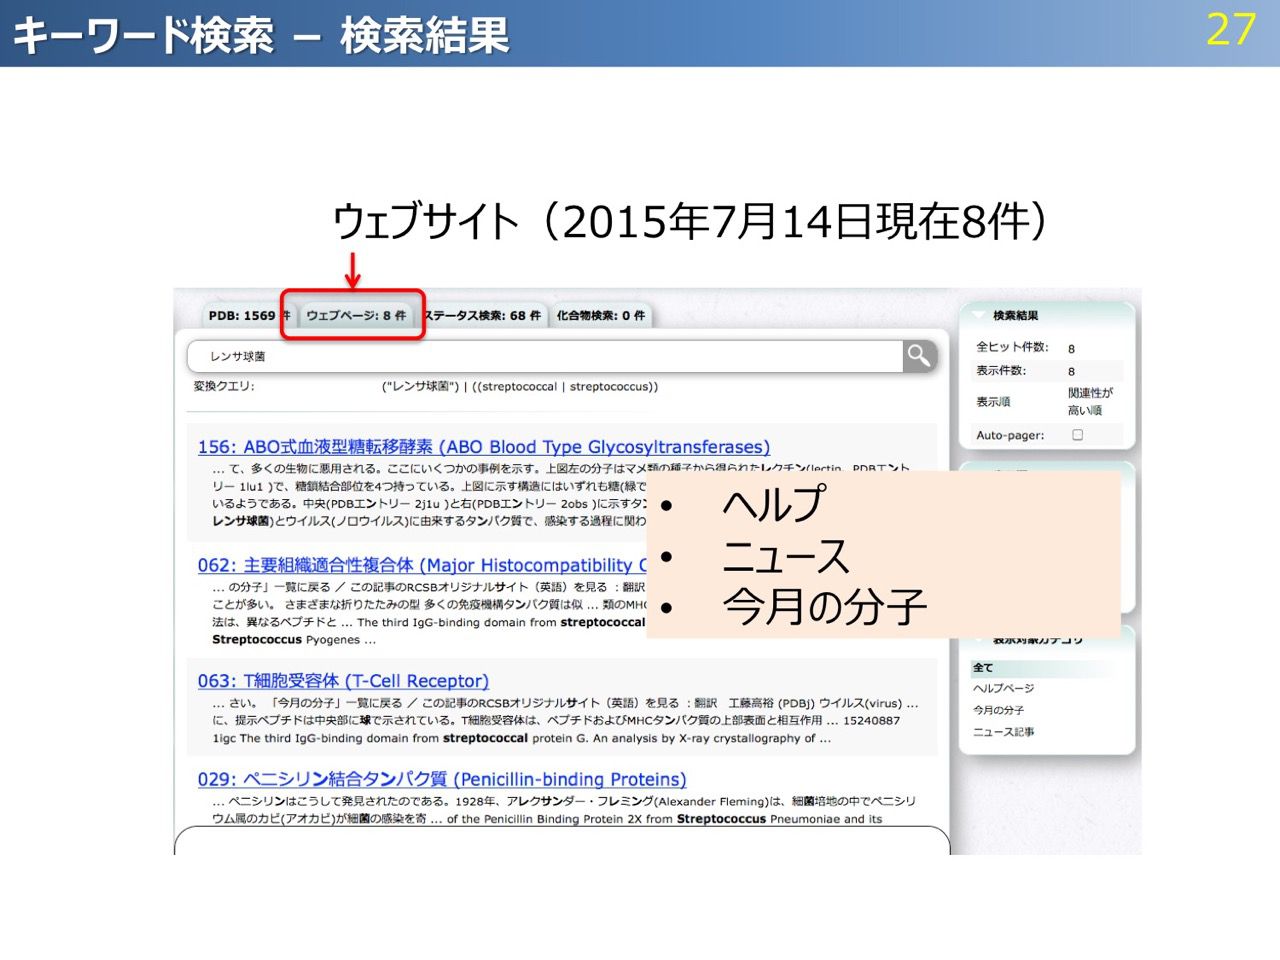 キーワード検索 – 検索結果
27
ウェブサイト（2015年7月14日現在8件）
PDB: 1569 件
ウェブページ: 8 件
ステータス検索: 68 件
化合物検索: 0 件
レンサ球菌
変換クエリ: ("レンサ球菌") | ((streptococcal | streptococcus))
156: ABO式血液型糖転移酵素 (ABO Blood Type Glycosyltransferases)
... て、多くの生物に悪用される。ここにいくつかの事例を示す。上図左の分子はマメ類の種子から得られたレクチン(lectin、PDBエント
リー 1lu1 )で、糖鎖結合部位を4つ持っている。上図に示す構造にはいずれも糖(緑で
いるようである。中央(PDBエントリー 2j1u )と右(PDBエントリー 2obs )に示すタン
レンサ球菌)とウイルス(ノロウイルス)に由来するタンパク質で、感染する過程に関わ
062: 主要組織適合性複合体 (Major Histocompatibility C
... の分子」一覧に戻る ／ この記事のRCSBオリジナルサイト（英語）を見る ：翻訳
ことが多い。 さまざまな折りたたみの型 多くの免疫機構タンパク質は似 ... 類のMHC
法は、異なるペプチドと ... The third IgG-binding domain from streptococcal
Streptococcus Pyogenes ...
063: T細胞受容体 (T-Cell Receptor)
... さい。 「今月の分子」一覧に戻る ／ この記事のRCSBオリジナルサイト（英語）を見る ：翻訳 工藤高裕 (PDBj) ウイルス(virus) ...
に、提示ペプチドは中央部に球で示されている。T細胞受容体は、ペプチドおよびMHCタンパク質の上部表面と相互作用 ... 15240887
1igc The third IgG-binding domain from streptococcal protein G. An analysis by X-ray crystallography of ...
029: ペニシリン結合タンパク質 (Penicillin-binding Proteins)
... ペニシリンはこうして発見されたのである。1928年、アレクサンダー・フレミング(Alexander Fleming)は、細菌培地の中でペニシリ
ウム属のカビ(アオカビ)が細菌の感染を寄 ... of the Penicillin Binding Protein 2X from Streptococcus Pneumoniae and its
• ヘルプ
• ニュース
• 今月の分子
検索結果
全ヒット件数: 8
表示件数: 8
表示順 関連性が
高い順
Auto-pager:
表示対象カテゴリ
全て
ヘルプページ
今月の分子
ニュース記事